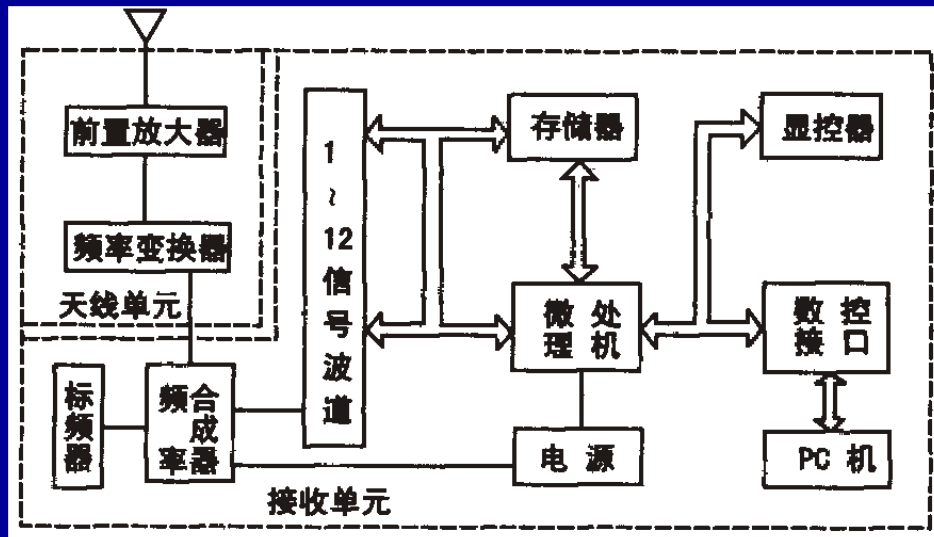 前置放大器
频率变换器
天线单元
标频器
频率
合成器
接收单元
1
~
12
信
号
波
道
存储器
微处
理机
电源
显控器
数控
接口
PC机